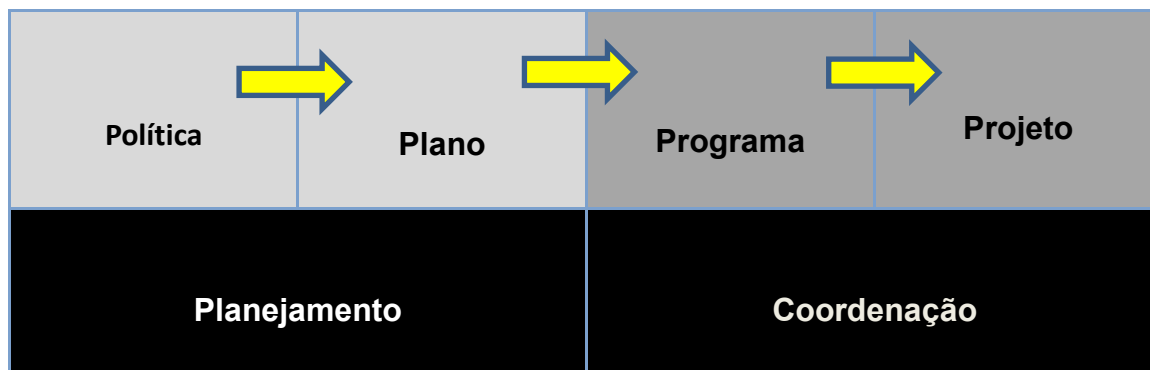 Política
Plano
Programa
Projeto
Planejamento
Coordenação